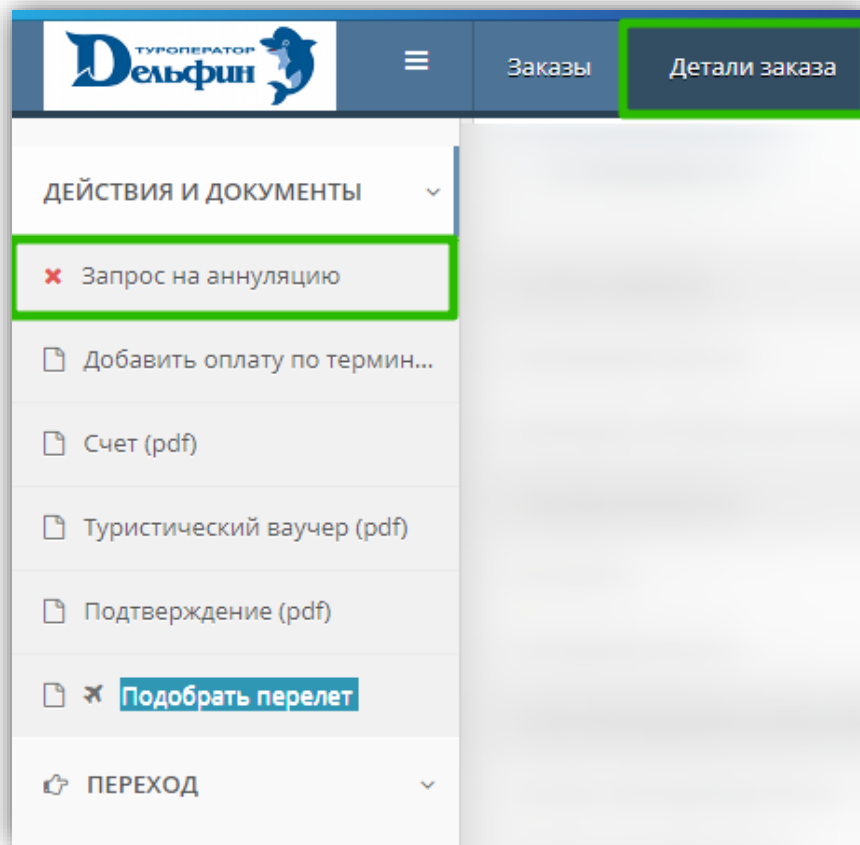 ТУРОПЕРАТОР
Дельфин
Заказы
Детали заказа
ДЕЙСТВИЯ И ДОКУМЕНТЫ
Запрос на аннуляцию
Добавить оплату по термин...
Счет (pdf)
Туристический ваучер (pdf)
Подтверждение (pdf)
Подобрать перелет
ПЕРЕХОД